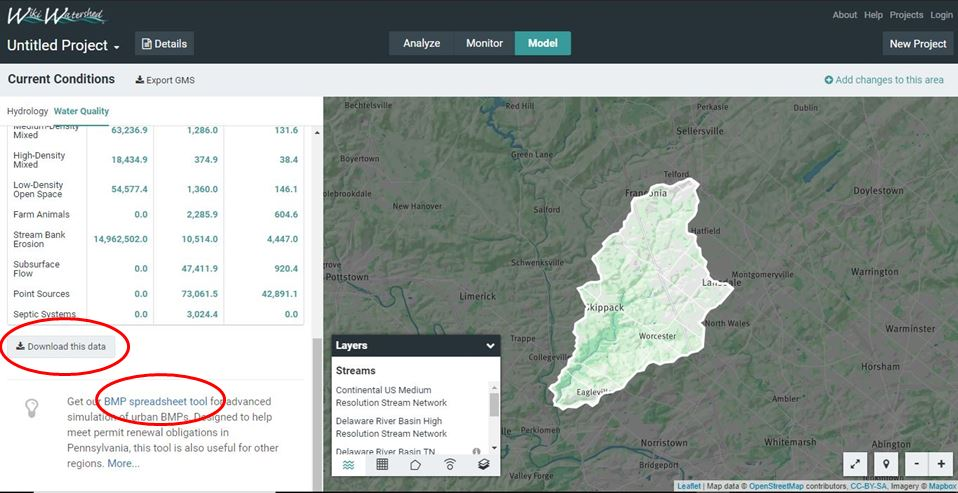 Wiki Watershed
About Help Projects Login
Untitled Project
Details
Analyze Monitor Model
New Project
Current Conditions
Export GMS
Add changes to this area
Hydrology Water Quality
Medium-Density Mixed 63,236.9 1,286.0 131.6
High-Density Mixed 18,434.9 374.9 38.4
Low-Density Open Space 54,577.4 1,360.0 146.1
Farm Animals 0.0 2,285.9 604.6
Stream Bank Erosion 14,962,502.0 10,514.0 4,447.0
Subsurface Flow 0.0 47,411.9 920.4
Point Sources 0.0 73,061.5 42,891.1
Septic Systems 0.0 3,024.4 0.0
Download this data
Get our BMP spreadsheet tool for advanced
simulation of urban BMPs. Designed to help
meet permit renewal obligations in
Pennsylvania, this tool is also useful for other
regions. More...
Bechtelsville
Red Hill
Perkasie
Dublin
Sellersville
Green Lane
Boyertown
Telford
Franconia
Doylestown
New Hanover
Salford
Hatfield
Schwenksville
Pottstown
Montgomeryville
Warrington
Lansdale
Limerick
Horsham
Skippack
North Wales
Warminster
Trappe
Worcester
Collegeville
Eagleville
Ambler
Perkiomen
Norristown
Whitemarsh
Abington
Bridgeport
Valley Forge
Layers
Streams
Continental US Medium
Resolution Stream Network
Delaware River Basin High
Resolution Stream Network
Delaware River Basin TN
- +
Leaflet | Map data © OpenStreetMap contributors, CC-BY-SA, Imagery © Mapbox